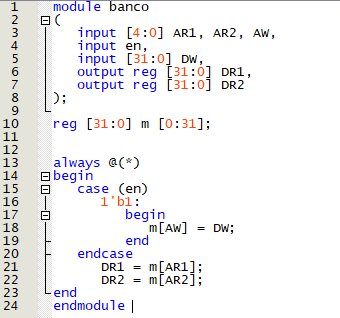 1 module banco
2 (
3 input [4:0] AR1, AR2, AW,
4 input en,
5 input [31:0] DW,
6 output reg [31:0] DR1,
7 output reg [31:0] DR2
8 );
9
10 reg [31:0] m [0:31];
11
12
13 always @(*)
14 begin
15 case (en)
16 1'b1:
17 begin
18 m[AW] = DW;
19 end
20 endcase
21 DR1 = m[AR1];
22 DR2 = m[AR2];
23 end
24 endmodule